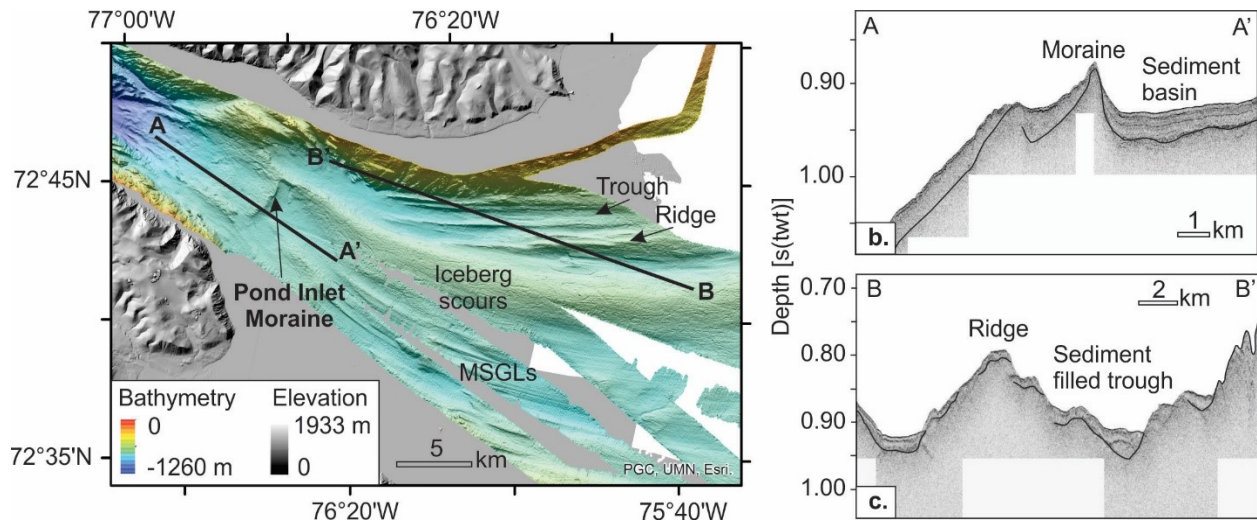 77°00'W
76°20'W
72°45'N
72°35'N
A
A'
B'
B
Trough
Ridge
Pond Inlet
Moraine
Iceberg
scours
MSGLs
Bathymetry
0
-1260 m
Elevation
1933 m
0
5
km
PGC, UMN, Esri,
76°20'W
75°40'W
A
A'
Moraine
Sediment
basin
0.90
1.00
b.
1 km
Depth [s(twt)]
0.70
B
B'
2 km
Ridge
0.80
Sediment
filled trough
0.90
1.00
c.